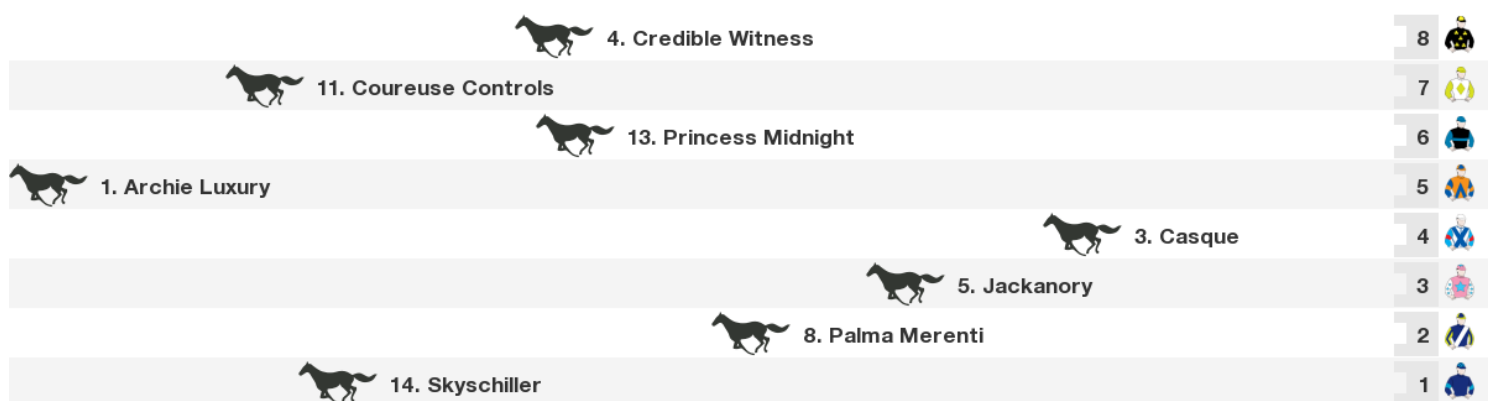 4. Credible Witness 8
11. Coureuse Controls 7
13. Princess Midnight 6
1. Archie Luxury 5
3. Casque 4
5. Jackanory 3
8. Palma Merenti 2
14. Skyschiller 1